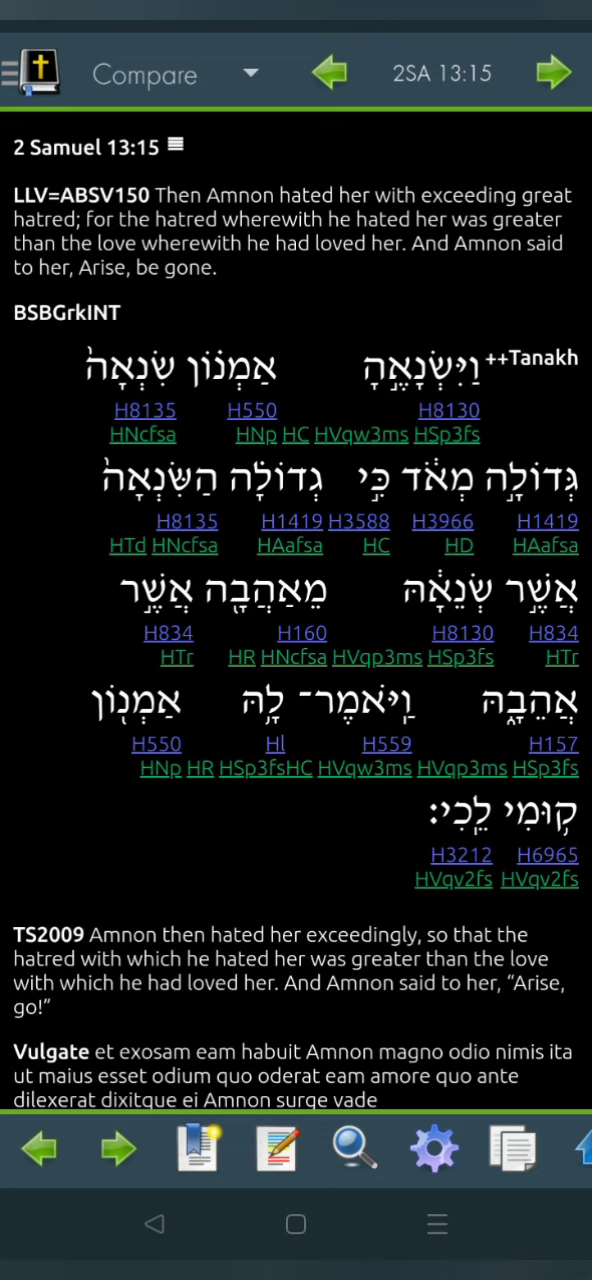 Compare
2SA 13:15
2 Samuel 13:15
LLV=ABSV150 Then Amnon hated her with exceeding great
hatred; for the hatred wherewith he hated her was greater
than the love wherewith he had loved her. And Amnon said
to her, Arise, be gone.
BSBGrkINT
++Tanakh וַיִּשְׂנָאֶ֣הָ אַמְנ֗וֹן שִׂנְאָה֙
H8135 H550 H8130
HNcfsa HNp HC HVqw3ms HSp3fs
גְּדוֹלָ֣ה מְאֹ֔ד כִּ֣י גְדוֹלָ֗ה הַשִּׂנְאָה֙
H8135 H1419 H3588 H3966 H1419
HTd HNcfsa HAafsa HC HD HAafsa
אֲשֶׁ֣ר שְׂנֵאָ֔הּ מֵאַהֲבָ֖ה אֲשֶׁ֣ר
H834 H160 H8130 H834
HTr HR HNcfsa HVqp3ms HSp3fs HTr
אֲהֵבָ֑הּ וַֽיֹּאמֶר־ לָ֥הּ אַמְנ֖וֹן
H550 Hl H559 H157
HNp HR HSp3fsHC HVqw3ms HVqp3ms HSp3fs
ק֥וּמִי לֵֽכִי׃
H3212 H6965
HVqv2fs HVqv2fs
TS2009 Amnon then hated her exceedingly, so that the
hatred with which he hated her was greater than the love
with which he had loved her. And Amnon said to her, “Arise,
go!”
Vulgate et exosam eam habuit Amnon magno odio nimis ita
ut maius esset odium quo oderat eam amore quo ante
dilexerat dixitque ei Amnon surge vade